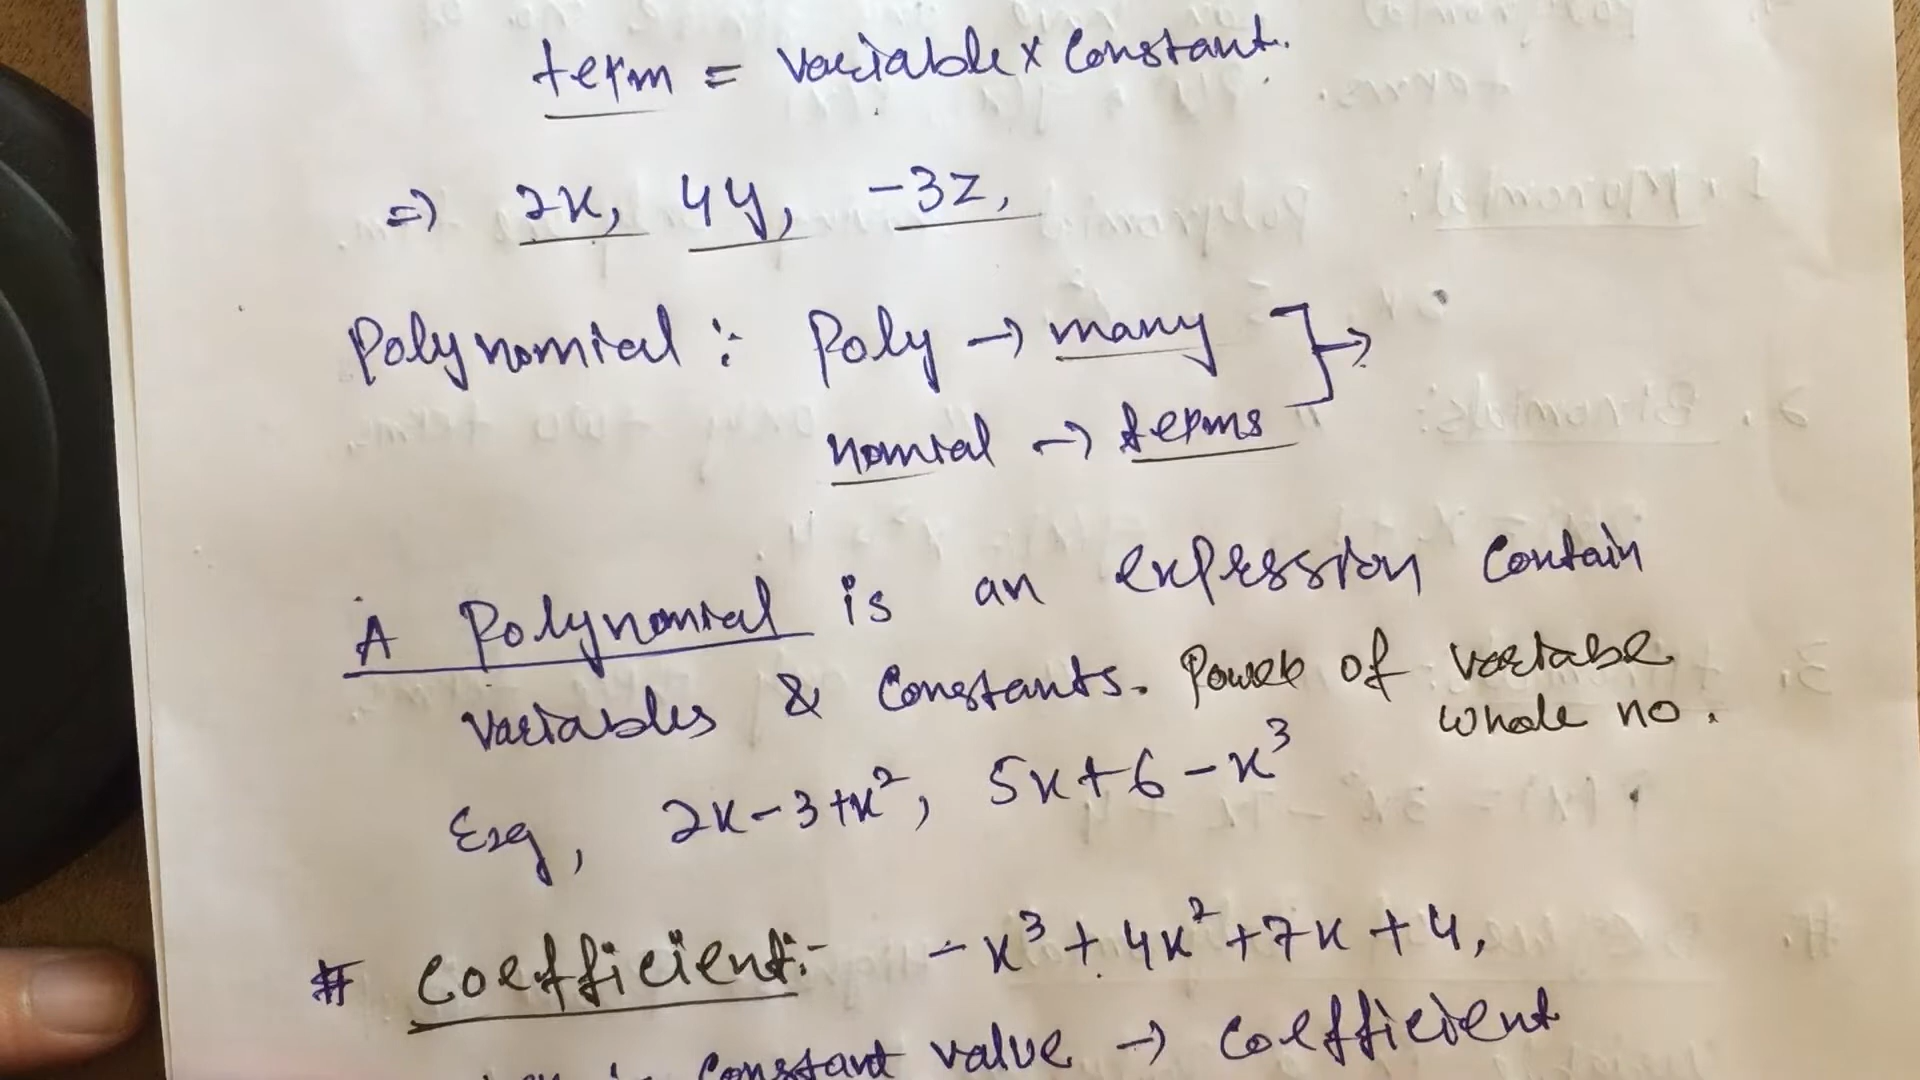 term = variable × Constant.
⇒ 2x, 4y, -3z,
Polynomial : Poly → many
nomial → terms
A Polynomial is an expression contain
variables & Constants. Power of variable
whole no.
Eg, 2x-3+x², 5x+6-x³
# Coefficient:- -x³+4x²+7x+4,
constant value → Coefficient